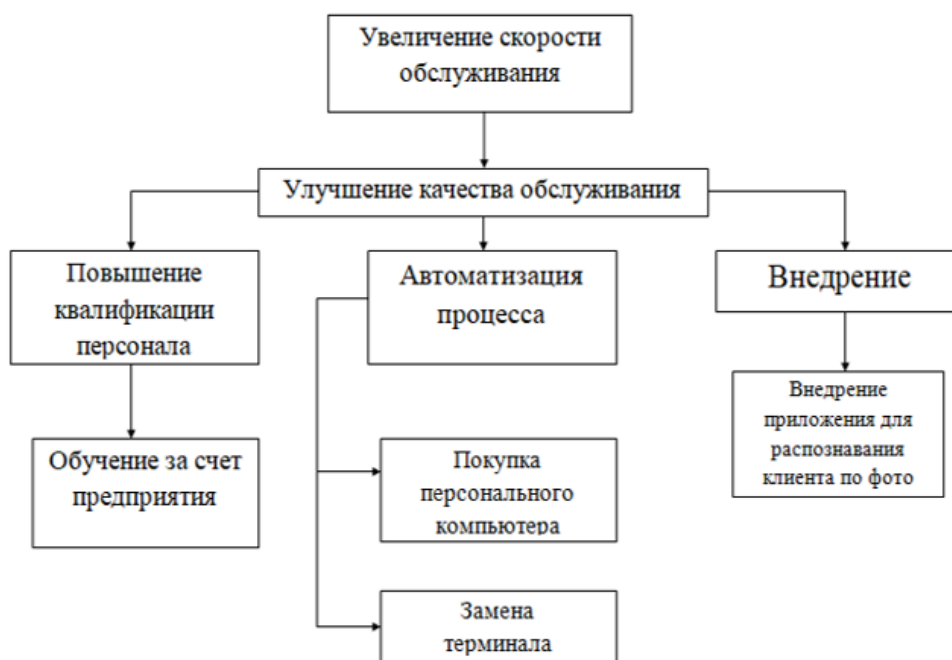 Увеличение скорости
обслуживания
Улучшение качества обслуживания
Повышение
квалификации
персонала
Автоматизация
процесса
Внедрение
Обучение за счет
предприятия
Покупка
персонального
компьютера
Замена
терминала
Внедрение
приложения для
распознавания
клиента по фото